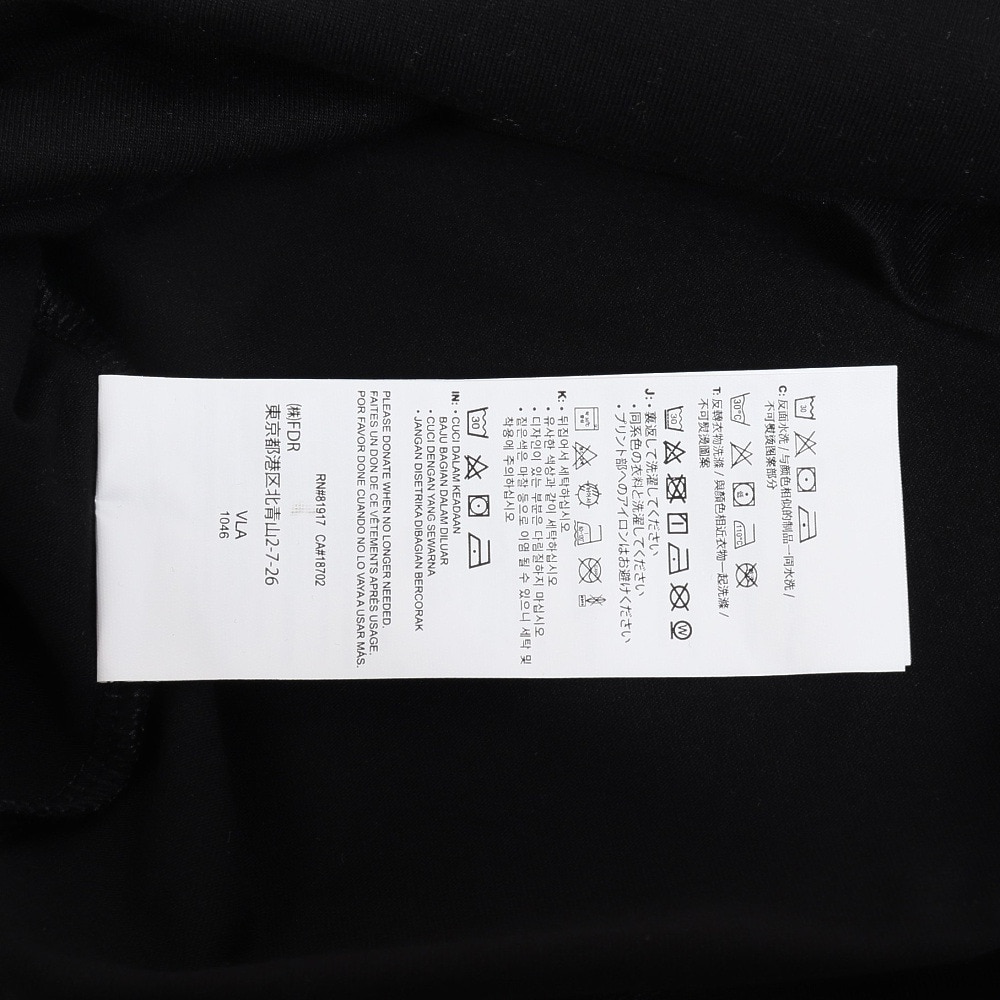 C: 反面水洗 / 与颜色相似的制品一同水洗 /
不可熨烫图案部分
30
T: 反轉衣物洗滌 / 與顏色相近衣物一起洗滌 /
不可熨燙圖案
30°C
110°C
J: ・裏返して洗濯してください
・同系色の衣料と洗濯してください
・プリント部へのアイロンはお避けください
30
W
K: • 뒤집어서 세탁하십시오
• 유사한 색상과 같이 세탁하십시오
• 디자인이 있는 부분은 다림질하지 마십시오
• 짙은색은 마찰 등으로 이염 될 수 있으니 세탁 및
착용에 주의하십시오
IN: • CUCI DALAM KEADAAN
BAJU BAGIAN DALAM DILUAR
• CUCI DENGAN YANG SEWARNA
• JANGAN DISETRIKA DIBAGIAN BERCORAK
30
PLEASE DONATE WHEN NO LONGER NEEDED.
FAITES UN DON DE CE VÊTEMENTS APRÈS USAGE.
POR FAVOR DONE CUANDO NO LO VAYA A USAR MÁS.
RN#81917 CA#18702
(株)FDR
東京都港区北青山2-7-26
VLA
1046